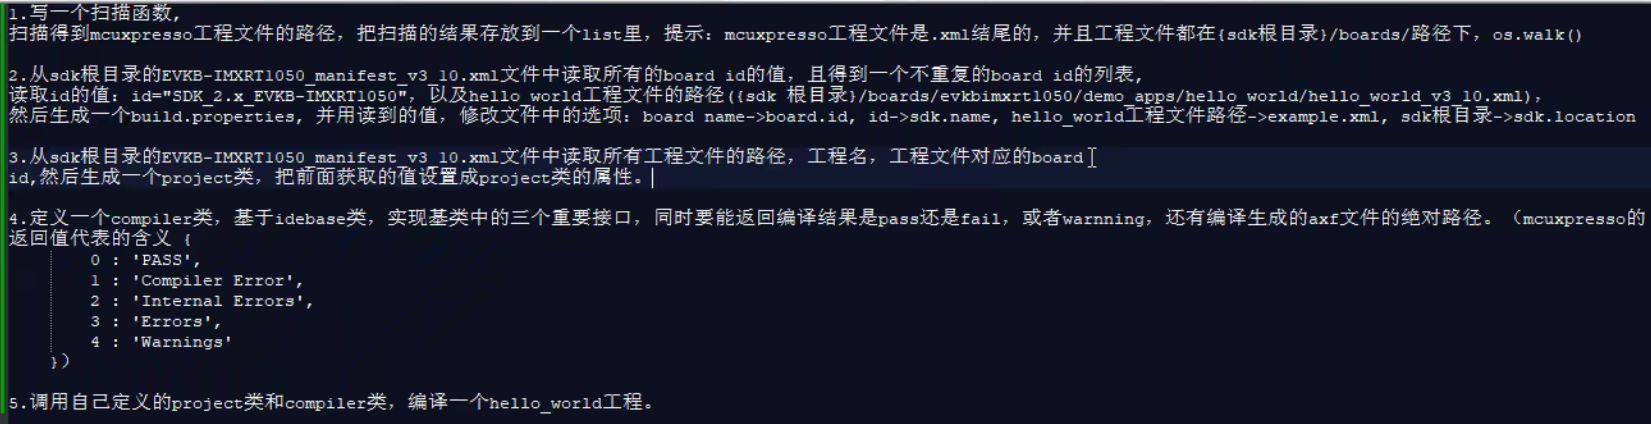 1.写一个扫描函数,
扫描得到mcuxpresso工程文件的路径，把扫描的结果存放到一个list里，提示：mcuxpresso工程文件是.xml结尾的，并且工程文件都在{sdk根目录}/boards/路径下，os.walk()
2.从sdk根目录的EVKB-IMXRT1050_manifest_v3_10.xml文件中读取所有的board id的值，且得到一个不重复的board id的列表,
读取id的值：id="SDK_2.x_EVKB-IMXRT1050"，以及hello_world工程文件的路径({sdk 根目录}/boards/evkbimxrt1050/demo_apps/hello_world/hello_world_v3_10.xml)，
然后生成一个build.properties, 并用读到的值，修改文件中的选项：board name->board.id, id->sdk.name, hello_world工程文件路径->example.xml, sdk根目录->sdk.location
3.从sdk根目录的EVKB-IMXRT1050_manifest_v3_10.xml文件中读取所有工程文件的路径，工程名，工程文件对应的board
id,然后生成一个project类，把前面获取的值设置成project类的属性。
4.定义一个compiler类，基于idebase类，实现基类中的三个重要接口，同时要能返回编译结果是pass还是fail，或者warnning，还有编译生成的axf文件的绝对路径。（mcuxpresso的
返回值代表的含义 {
0 : 'PASS',
1 : 'Compiler Error',
2 : 'Internal Errors',
3 : 'Errors',
4 : 'Warnings'
}）
5.调用自己定义的project类和compiler类，编译一个hello_world工程。